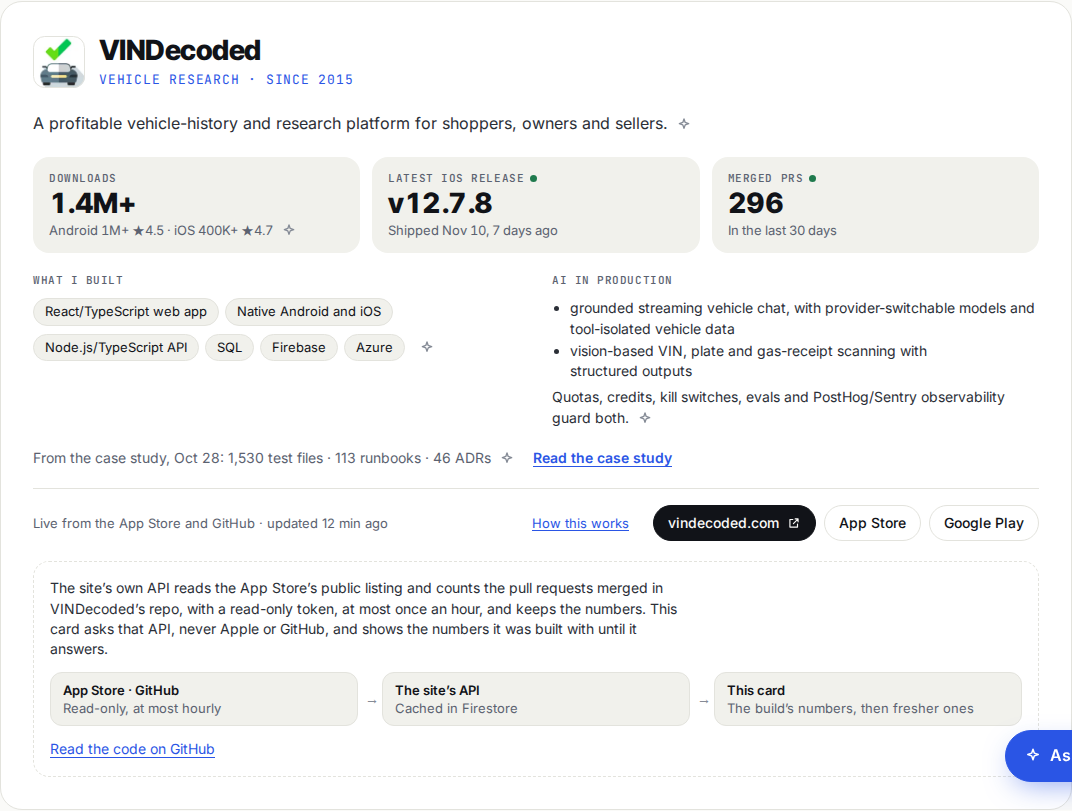 VINDecoded
VEHICLE RESEARCH · SINCE 2015
A profitable vehicle-history and research platform for shoppers, owners and sellers.
DOWNLOADS
1.4M+
Android 1M+ ★4.5 · iOS 400K+ ★4.7
LATEST IOS RELEASE
v12.7.8
Shipped Nov 10, 7 days ago
MERGED PRS
296
In the last 30 days
WHAT I BUILT
React/TypeScript web app
Native Android and iOS
Node.js/TypeScript API
SQL
Firebase
Azure
AI IN PRODUCTION
• grounded streaming vehicle chat, with provider-switchable models and
tool-isolated vehicle data
• vision-based VIN, plate and gas-receipt scanning with
structured outputs
Quotas, credits, kill switches, evals and PostHog/Sentry observability
guard both.
From the case study, Oct 28: 1,530 test files · 113 runbooks · 46 ADRs
Read the case study
Live from the App Store and GitHub · updated 12 min ago
How this works
vindecoded.com
App Store
Google Play
The site’s own API reads the App Store’s public listing and counts the pull requests merged in
VINDecoded’s repo, with a read-only token, at most once an hour, and keeps the numbers. This
card asks that API, never Apple or GitHub, and shows the numbers it was built with until it
answers.
App Store · GitHub
Read-only, at most hourly
→
The site’s API
Cached in Firestore
→
This card
The build’s numbers, then fresher ones
Read the code on GitHub